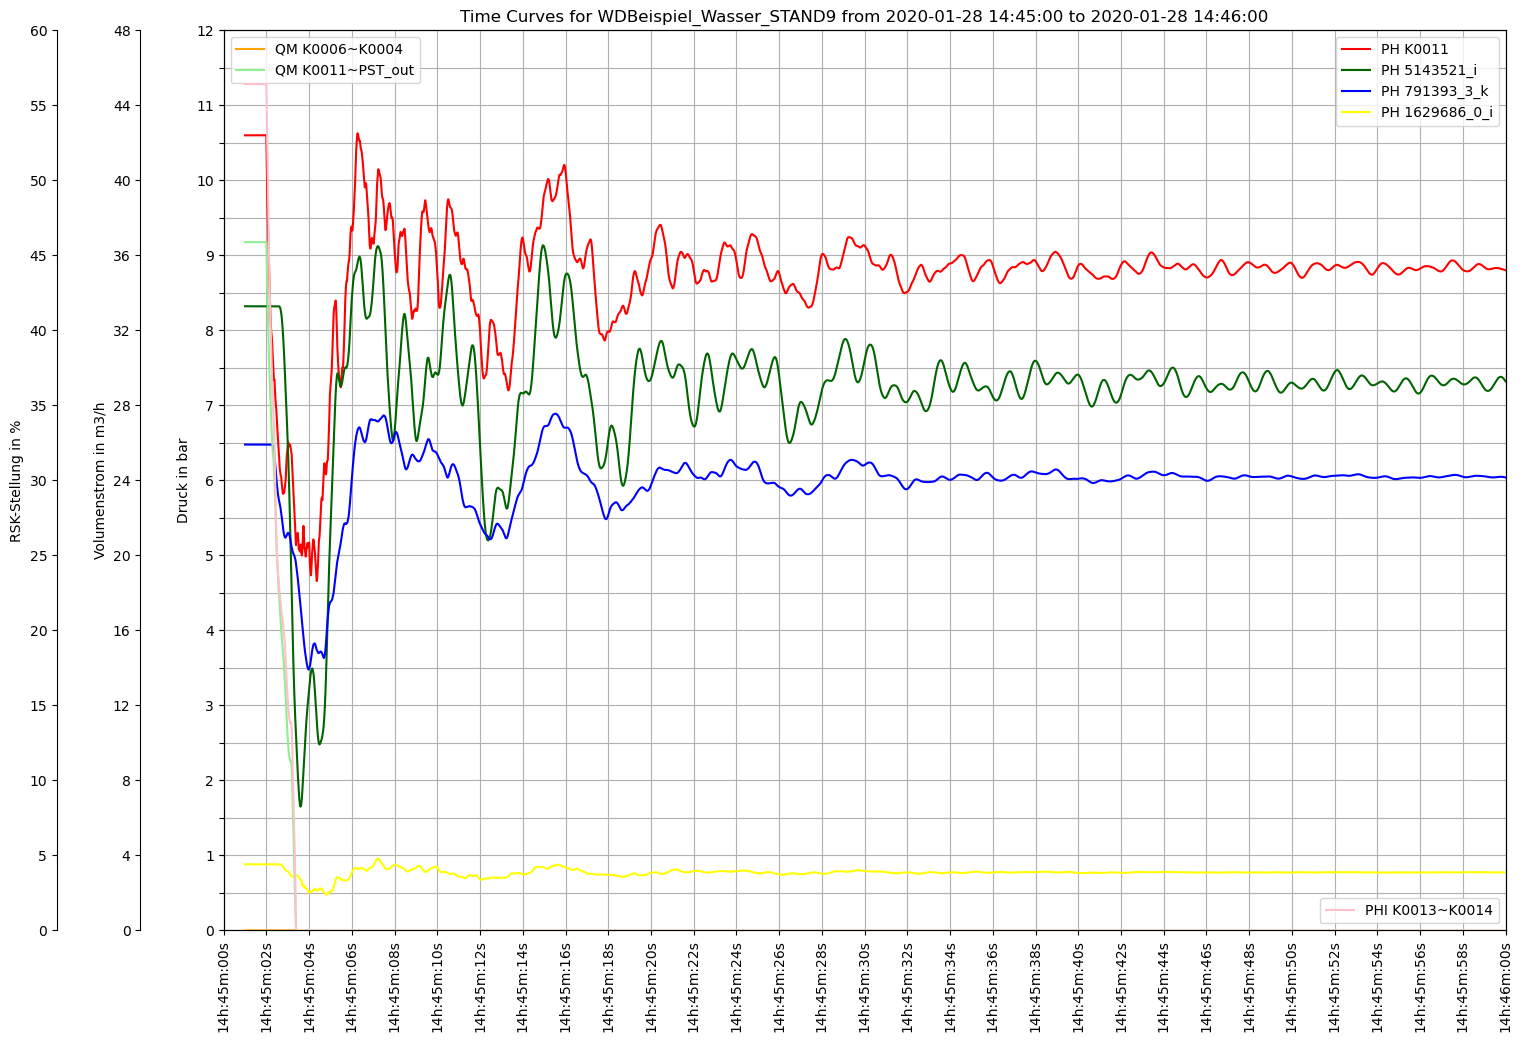 Time Curves for WDBeispiel_Wasser_STAND9 from 2020-01-28 14:45:00 to 2020-01-28 14:46:00
QM K0006~K0004
QM K0011~PST_out
PH K0011
PH 5143521_i
PH 791393_3_k
PH 1629686_0_i
PHI K0013~K0014
RSK-Stellung in %
60
55
50
45
40
35
30
25
20
15
10
5
0
Volumenstrom in m3/h
48
44
40
36
32
28
24
20
16
12
8
4
0
Druck in bar
12
11
10
9
8
7
6
5
4
3
2
1
0
14h:45m:00s
14h:45m:02s
14h:45m:04s
14h:45m:06s
14h:45m:08s
14h:45m:10s
14h:45m:12s
14h:45m:14s
14h:45m:16s
14h:45m:18s
14h:45m:20s
14h:45m:22s
14h:45m:24s
14h:45m:26s
14h:45m:28s
14h:45m:30s
14h:45m:32s
14h:45m:34s
14h:45m:36s
14h:45m:38s
14h:45m:40s
14h:45m:42s
14h:45m:44s
14h:45m:46s
14h:45m:48s
14h:45m:50s
14h:45m:52s
14h:45m:54s
14h:45m:56s
14h:45m:58s
14h:46m:00s